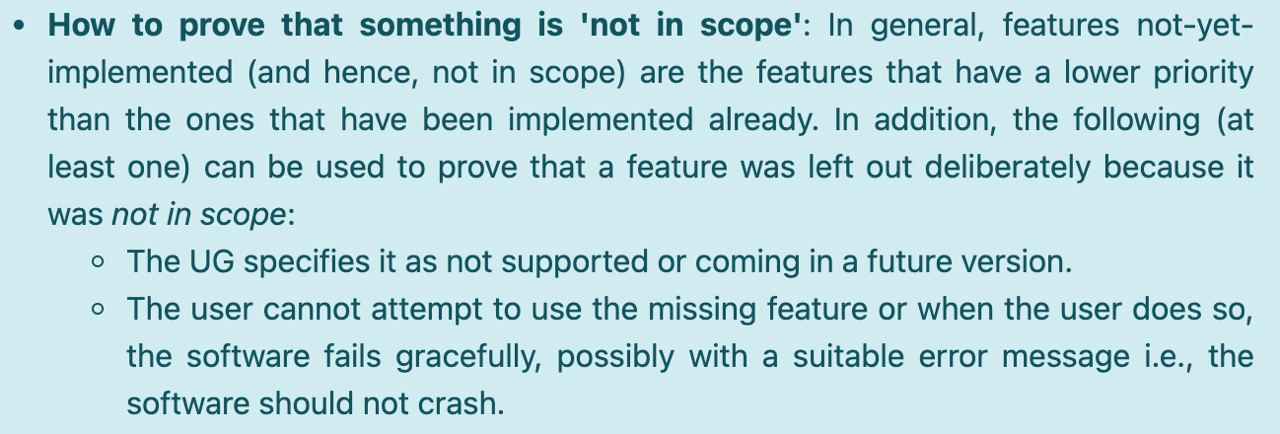 • How to prove that something is 'not in scope': In general, features not-yet-
implemented (and hence, not in scope) are the features that have a lower priority
than the ones that have been implemented already. In addition, the following (at
least one) can be used to prove that a feature was left out deliberately because it
was not in scope:
◦ The UG specifies it as not supported or coming in a future version.
◦ The user cannot attempt to use the missing feature or when the user does so,
the software fails gracefully, possibly with a suitable error message i.e., the
software should not crash.